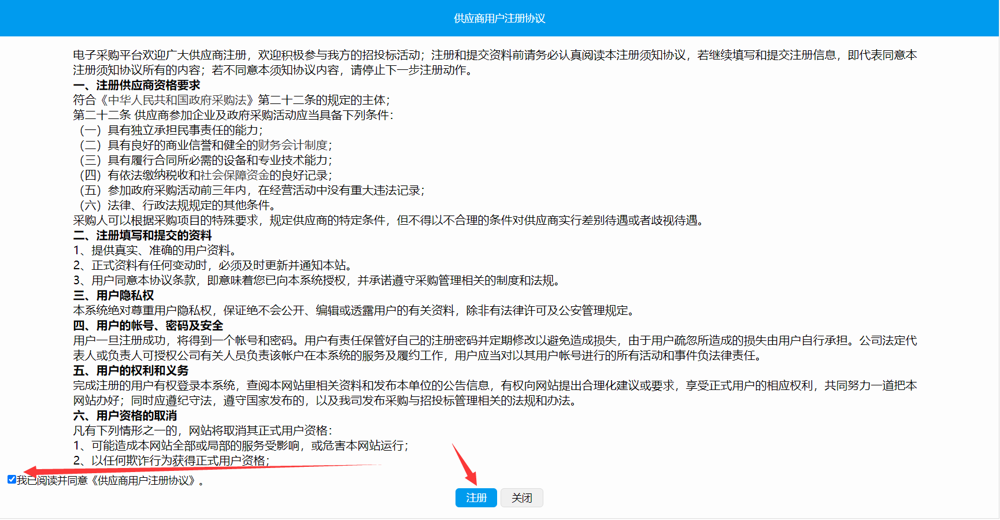 供应商用户注册协议
电子采购平台欢迎广大供应商注册，欢迎积极参与我方的招投标活动；注册和提交资料前请务必认真阅读本注册须知协议，若继续填写和提交注册信息，即代表同意本
注册须知协议所有的内容；若不同意本须知协议内容，请停止下一步注册动作。
一、注册供应商资格要求
符合《中华人民共和国政府采购法》第二十二条的规定的主体；
第二十二条 供应商参加企业及政府采购活动应当具备下列条件：
（一）具有独立承担民事责任的能力；
（二）具有良好的商业信誉和健全的财务会计制度；
（三）具有履行合同所必需的设备和专业技术能力；
（四）有依法缴纳税收和社会保障资金的良好记录；
（五）参加政府采购活动前三年内，在经营活动中没有重大违法记录；
（六）法律、行政法规规定的其他条件。
采购人可以根据采购项目的特殊要求，规定供应商的特定条件，但不得以不合理的条件对供应商实行差别待遇或者歧视待遇。
二、注册填写和提交的资料
1、提供真实、准确的用户资料。
2、正式资料有任何变动时，必须及时更新并通知本站。
3、用户同意本协议条款，即意味着您已向本系统授权，并承诺遵守采购管理相关的制度和法规。
三、用户隐私权
本系统绝对尊重用户隐私权，保证绝不会公开、编辑或透露用户的有关资料，除非有法律许可及公安管理规定。
四、用户的帐号、密码及安全
用户一旦注册成功，将得到一个帐号和密码。用户有责任保管好自己的注册密码并定期修改以避免造成损失，由于用户疏忽所造成的损失由用户自行承担。公司法定代
表人或负责人可授权公司有关人员负责该帐户在本系统的服务及履约工作，用户应当对以其用户帐号进行的所有活动和事件负法律责任。
五、用户的权利和义务
完成注册的用户有权登录本系统，查阅本网站里相关资料和发布本单位的公告信息，有权向网站提出合理化建议或要求，享受正式用户的相应权利，共同努力一道把本
网站办好；同时应遵纪守法，遵守国家发布的，以及我司发布采购与招投标管理相关的法规和办法。
六、用户资格的取消
凡有下列情形之一的，网站将取消其正式用户资格：
1、可能造成本网站全部或局部的服务受影响，或危害本网站运行；
2、以任何欺诈行为获得正式用户资格；
我已阅读并同意《供应商用户注册协议》。
注册 关闭